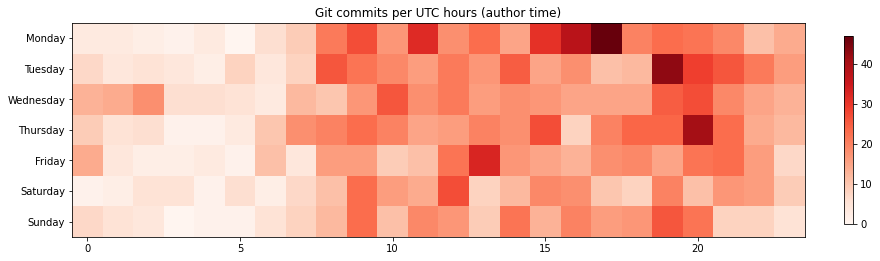 Git commits per UTC hours (author time)
Monday
Tuesday
Wednesday
Thursday
Friday
Saturday
Sunday
0 5 10 15 20
40
30
20
10
0